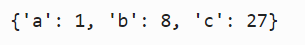 {'a': 1, 'b': 8, 'c': 27}